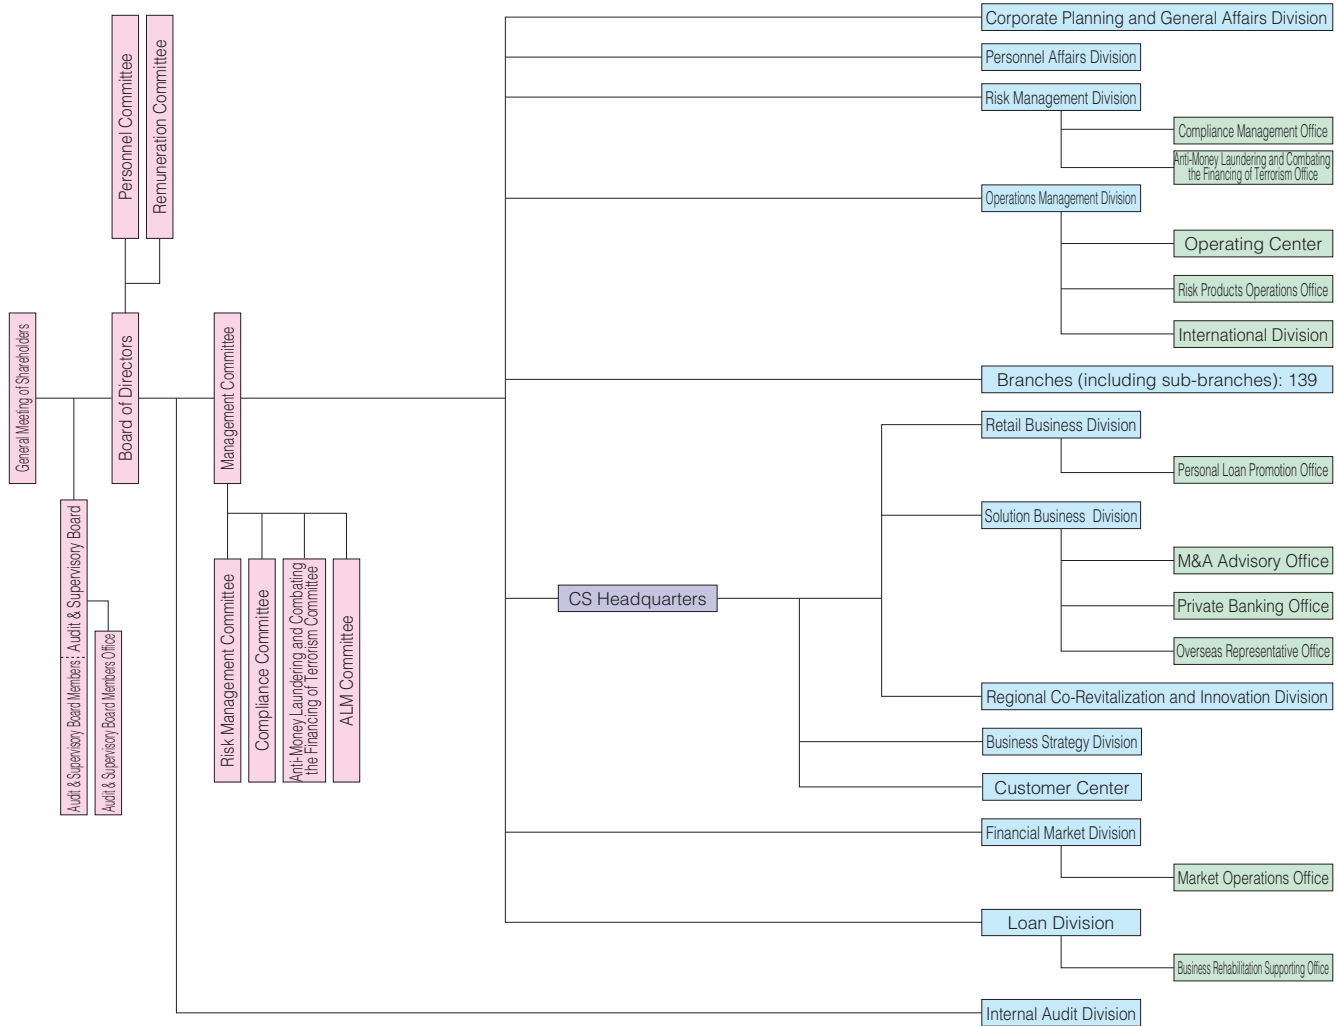 Personnel Committee
Remuneration Committee
General Meeting of Shareholders
Board of Directors
Management Committee
Audit & Supervisory Board Members
Audit & Supervisory Board
Audit & Supervisory Board Members Office
Risk Management Committee
Compliance Committee
Anti-Money Laundering and Combating
the Financing of Terrorism Committee
ALM Committee
CS Headquarters
Corporate Planning and General Affairs Division
Personnel Affairs Division
Risk Management Division
Compliance Management Office
Anti-Money Laundering and Combating
the Financing of Terrorism Office
Operations Management Division
Operating Center
Risk Products Operations Office
International Division
Branches (including sub-branches): 139
Retail Business Division
Personal Loan Promotion Office
Solution Business Division
M&A Advisory Office
Private Banking Office
Overseas Representative Office
Regional Co-Revitalization and Innovation Division
Business Strategy Division
Customer Center
Financial Market Division
Market Operations Office
Loan Division
Business Rehabilitation Supporting Office
Internal Audit Division